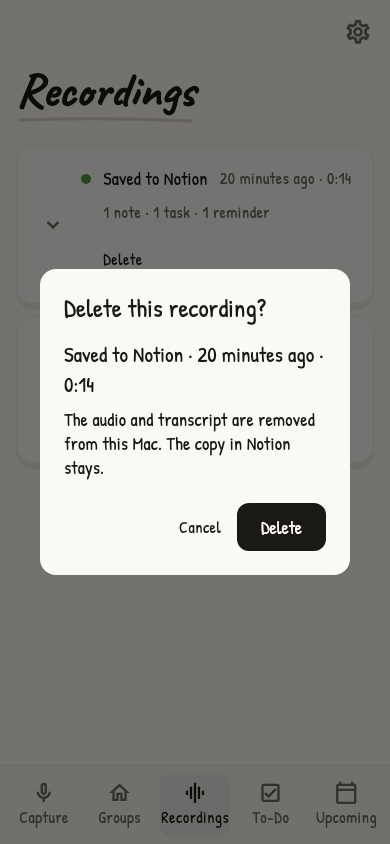 Recordings
Saved to Notion 20 minutes ago · 0:14
1 note · 1 task · 1 reminder
Delete
Delete this recording?
Saved to Notion · 20 minutes ago ·
0:14
The audio and transcript are removed
from this Mac. The copy in Notion
stays.
Cancel Delete
Capture Groups Recordings To-Do Upcoming